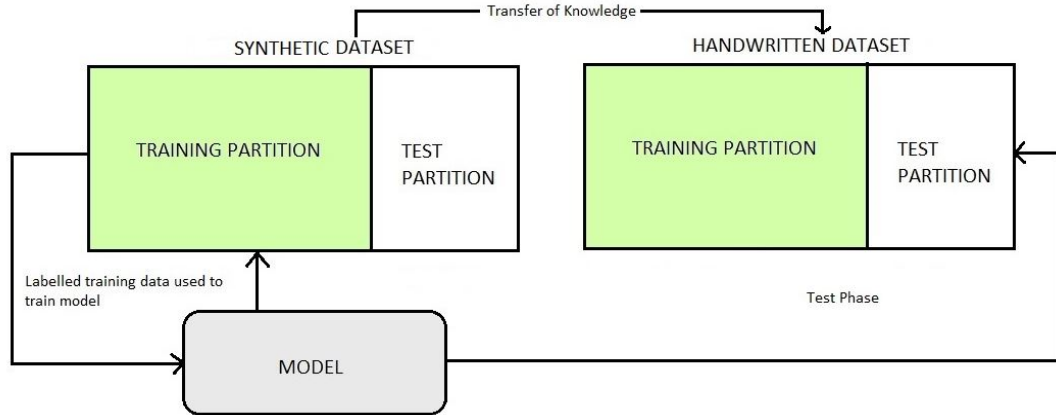 Transfer of Knowledge
SYNTHETIC DATASET
HANDWRITTEN DATASET
TRAINING PARTITION
TEST
PARTITION
TRAINING PARTITION
TEST
PARTITION
Labelled training data used to
train model
Test Phase
MODEL